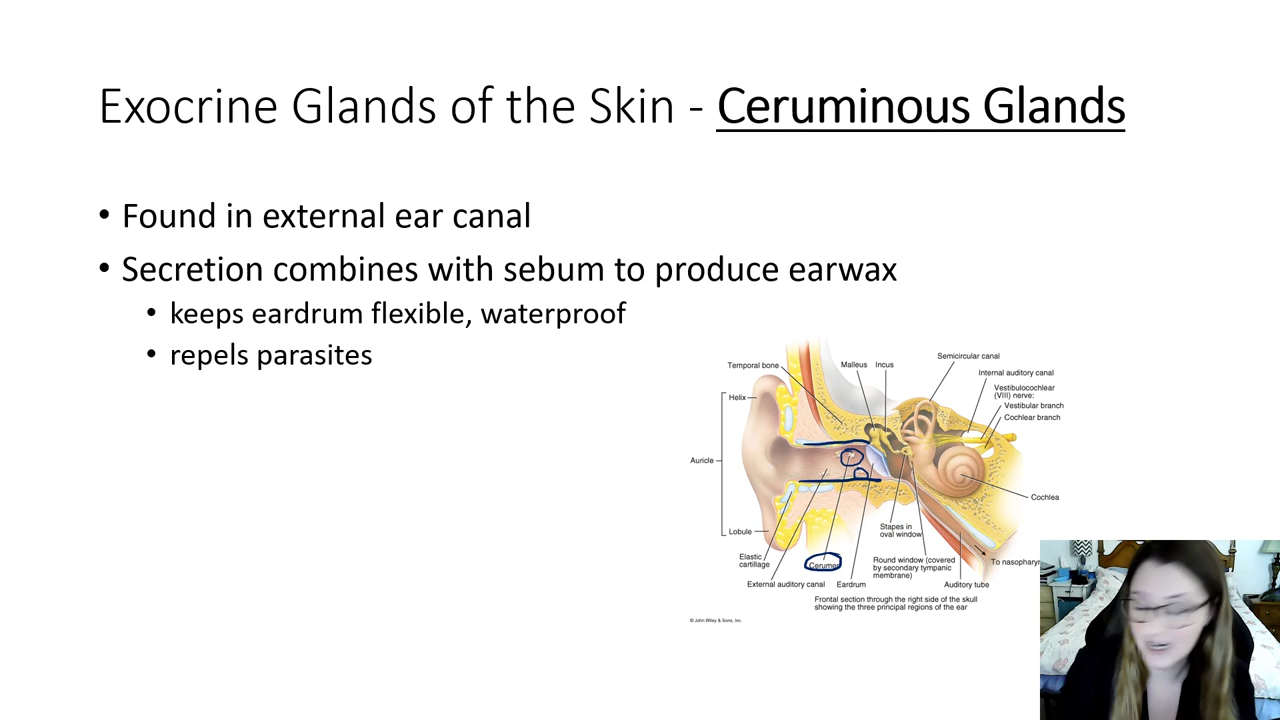 Exocrine Glands of the Skin - Ceruminous Glands
• Found in external ear canal
• Secretion combines with sebum to produce earwax
• keeps eardrum flexible, waterproof
• repels parasites
Semicircular canal
Temporal bone
Malleus
Incus
Internal auditory canal
Vestibulocochlear
(VIII) nerve:
Vestibular branch
Cochlear branch
Helix
Auricle
Cochlea
Lobule
Stapes in
oval window
Elastic
cartilage
Cerumen
Round window (covered
by secondary tympanic
membrane)
To nasopharyn
External auditory canal
Eardrum
Auditory tube
Frontal section through the right side of the skull
showing the three principal regions of the ear
© John Wiley & Sons, Inc.